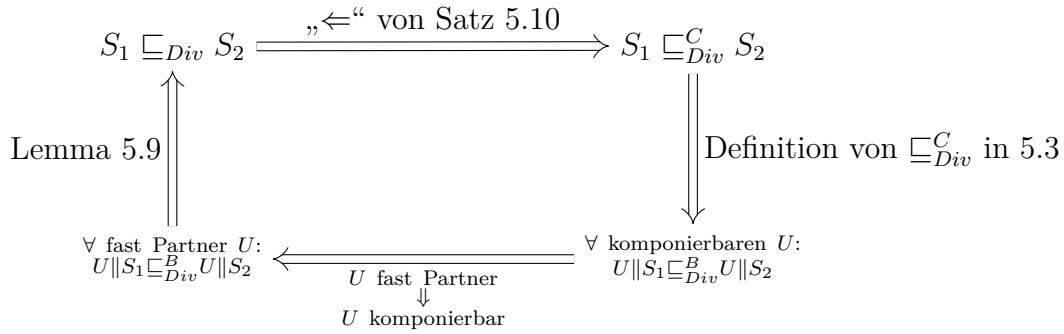 „⇐“ von Satz 5.10
S₁ ⊑_Div S₂
S₁ ⊑^C_Div S₂
Lemma 5.9
Definition von ⊑^C_Div in 5.3
∀ fast Partner U:
U∥S₁⊑^B_Div U∥S₂
∀ komponierbaren U:
U∥S₁⊑^B_Div U∥S₂
U fast Partner
⇓
U komponierbar